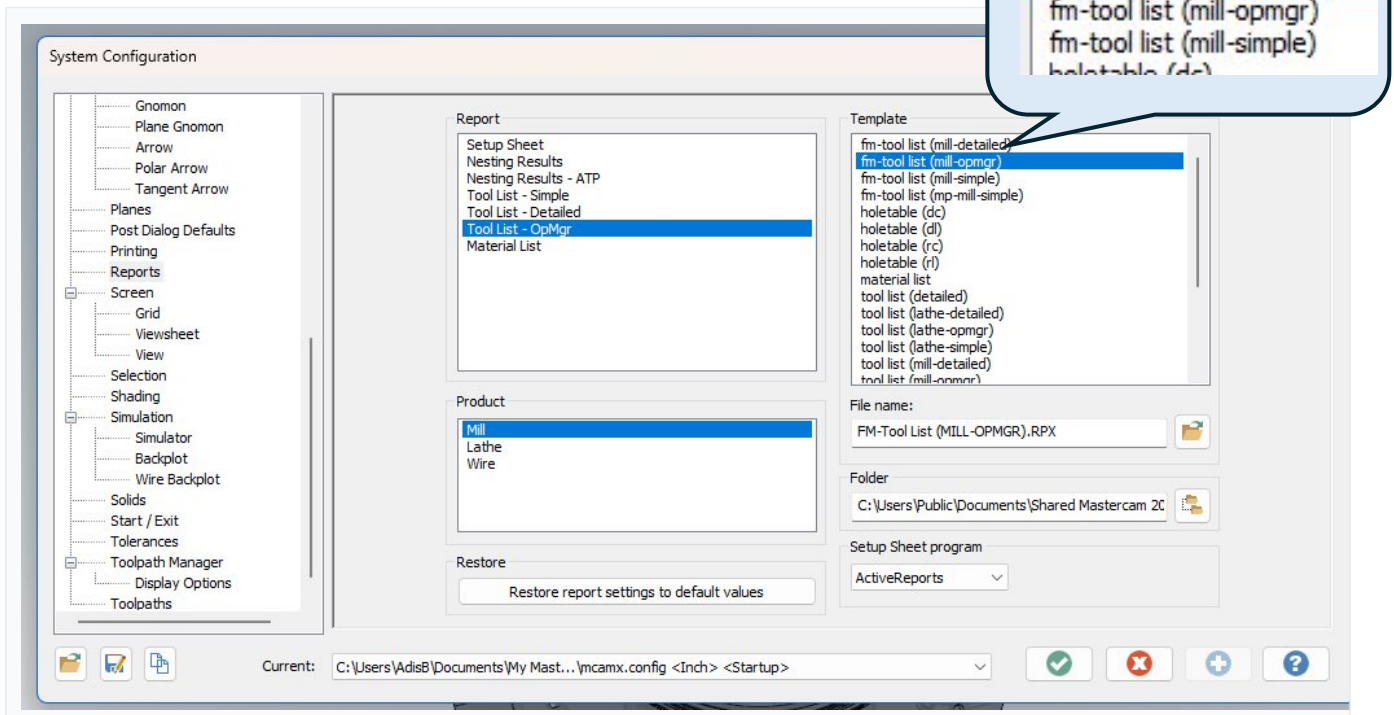 fm-tool list (mill-opmgr)
fm-tool list (mill-simple)
holetable (dc)
System Configuration
Gnomon
Plane Gnomon
Arrow
Polar Arrow
Tangent Arrow
Planes
Post Dialog Defaults
Printing
Reports
Screen
Grid
Viewsheet
View
Selection
Shading
Simulation
Simulator
Backplot
Wire Backplot
Solids
Start / Exit
Tolerances
Toolpath Manager
Display Options
Toolpaths
Report
Setup Sheet
Nesting Results
Nesting Results - ATP
Tool List - Simple
Tool List - Detailed
Tool List - OpMgr
Material List
Product
Mill
Lathe
Wire
Restore
Restore report settings to default values
Template
fm-tool list (mill-detailed)
fm-tool list (mill-opmgr)
fm-tool list (mill-simple)
fm-tool list (mp-mill-simple)
holetable (dc)
holetable (dl)
holetable (rc)
holetable (rl)
material list
tool list (detailed)
tool list (lathe-detailed)
tool list (lathe-opmgr)
tool list (lathe-simple)
tool list (mill-detailed)
tool list (mill-opmgr)
File name:
FM-Tool List (MILL-OPMGR).RPX
Folder
C:\Users\Public\Documents\Shared Mastercam 20
Setup Sheet program
ActiveReports
Current:
C:\Users\AdisB\Documents\My Mast...\mcamx.config <Inch> <Startup>